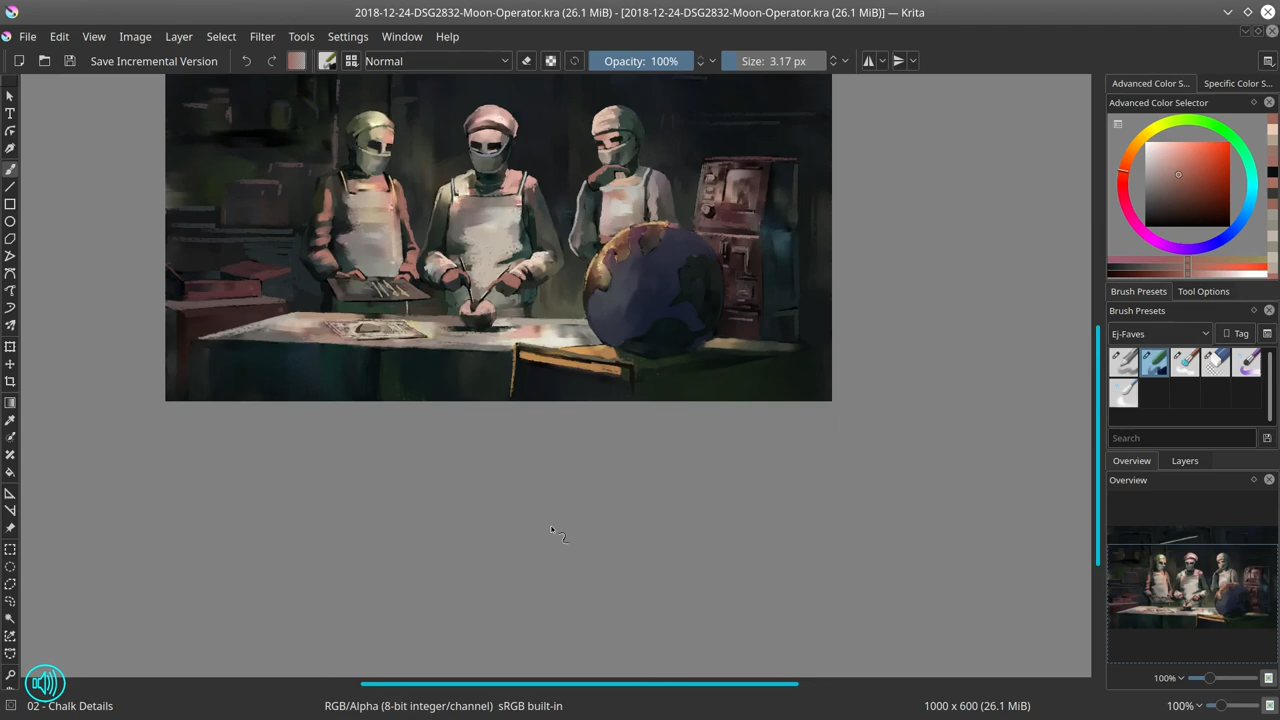 2018-12-24-DSG2832-Moon-Operator.kra (26.1 MiB) - [2018-12-24-DSG2832-Moon-Operator.kra (26.1 MiB)] — Krita
File Edit View Image Layer Select Filter Tools Settings Window Help
Save Incremental Version Normal Opacity: 100% Size: 3.17 px
Advanced Color S... Specific Color S...
Advanced Color Selector
Brush Presets Tool Options
Brush Presets
Ej-Faves Tag
Search
Overview Layers
Overview
100%
02 - Chalk Details RGB/Alpha (8-bit integer/channel) sRGB built-in 1000 x 600 (26.1 MiB) 100%